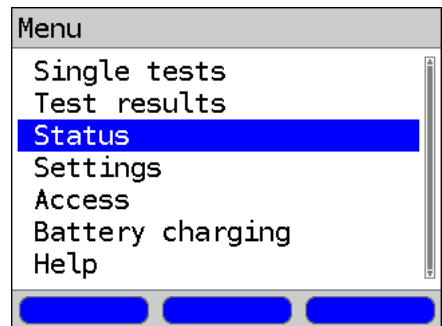 Menu
Single tests
Test results
Status
Settings
Access
Battery charging
Help